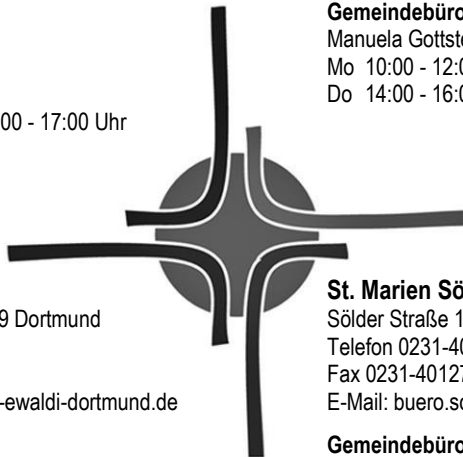 00 - 17:00 Uhr
9 Dortmund
-ewaldi-dortmund.de
Gemeindebüro
Manuela Gottste
Mo 10:00 - 12:0
Do 14:00 - 16:0
St. Marien Sö
Sölder Straße 1
Telefon 0231-40
Fax 0231-40127
E-Mail: buero.so
Gemeindebüro